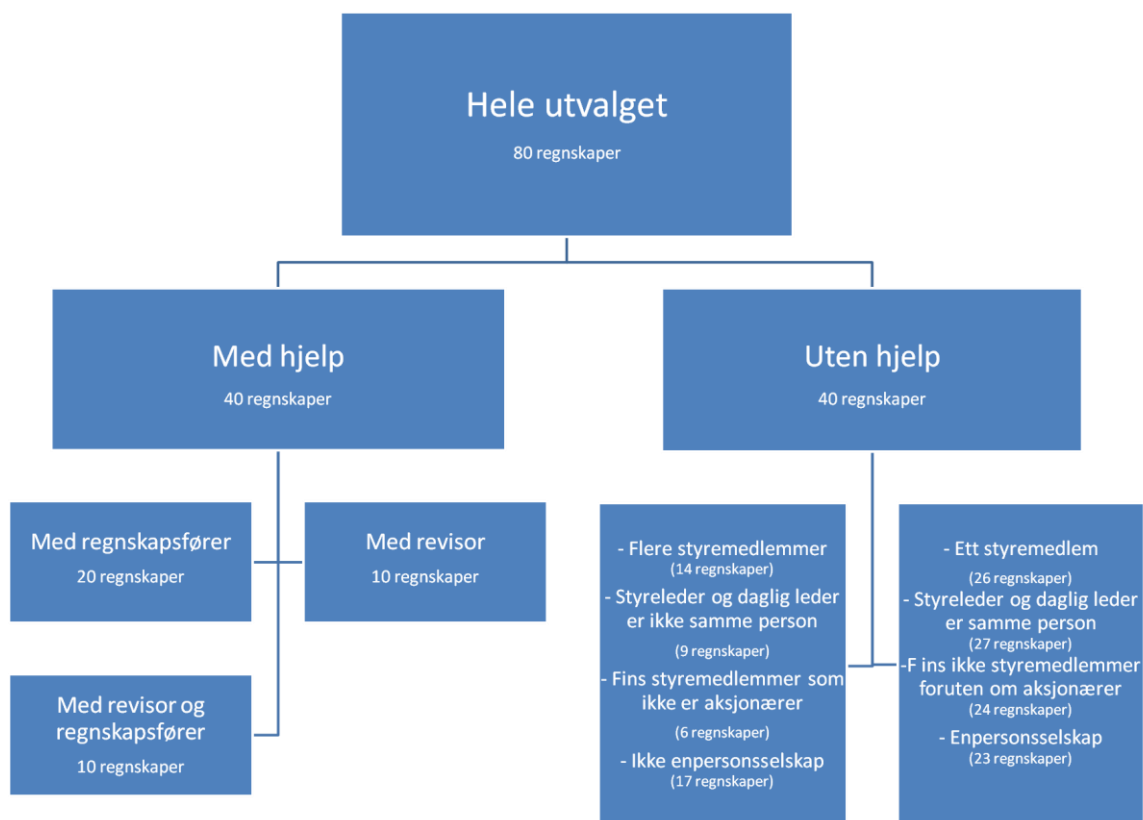 Hele utvalget
80 regnskaper
Med hjelp
40 regnskaper
Uten hjelp
40 regnskaper
Med regnskapsfører
20 regnskaper
Med revisor
10 regnskaper
Med revisor og
regnskapsfører
10 regnskaper
- Flere styremedlemmer
(14 regnskaper)
- Styreleder og daglig leder
er ikke samme person
(9 regnskaper)
- Fins styremedlemmer som
ikke er aksjonærer
(6 regnskaper)
- Ikke enpersonsselskap
(17 regnskaper)
- Ett styremedlem
(26 regnskaper)
- Styreleder og daglig leder
er samme person
(27 regnskaper)
-F ins ikke styremedlemmer
foruten om aksjonærer
(24 regnskaper)
- Enpersonsselskap
(23 regnskaper)